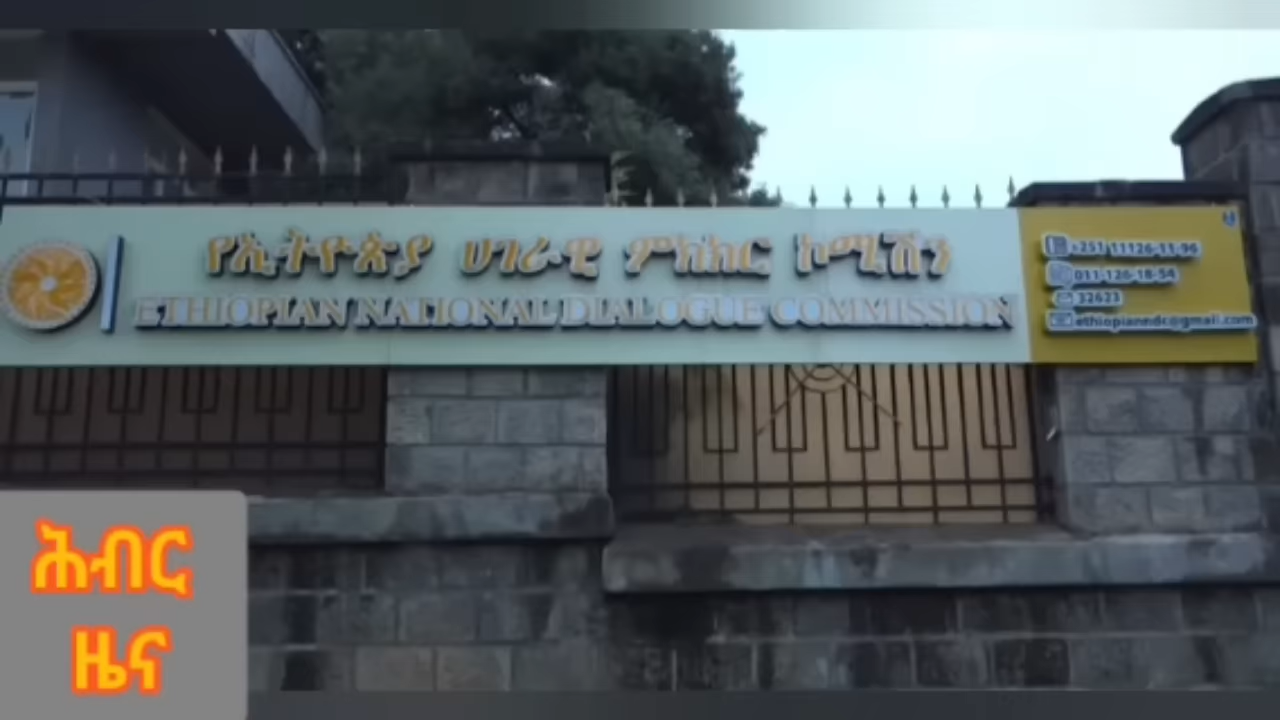 የኢትዮጵያ ሀገራዊ ምክክር ኮሚሽን
ETHIOPIAN NATIONAL DIALOGUE COMMISSION
+251 11126-11-96
011-126-18-54
32623
ethiopianndc@gmail.com
ሕብር
ዜና